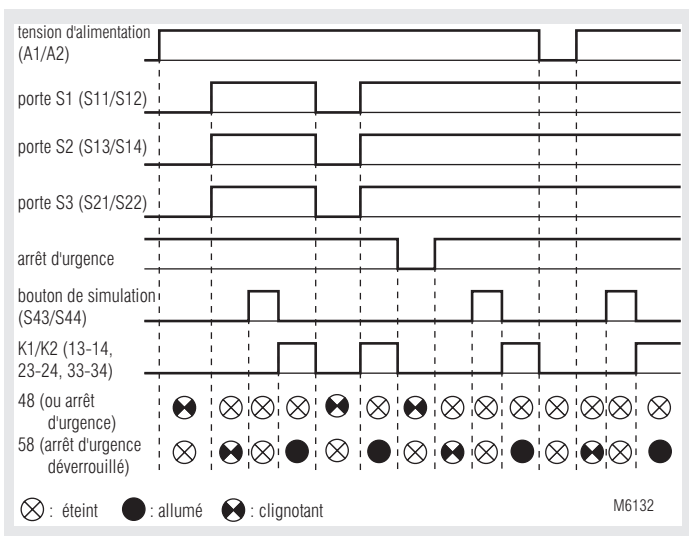 tension d'alimentation
(A1/A2)
porte S1 (S11/S12)
porte S2 (S13/S14)
porte S3 (S21/S22)
arrêt d'urgence
bouton de simulation
(S43/S44)
K1/K2 (13-14,
23-24, 33-34)
48 (ou arrêt
d'urgence)
58 (arrêt d'urgence
déverrouillé)
: éteint : allumé : clignotant M6132